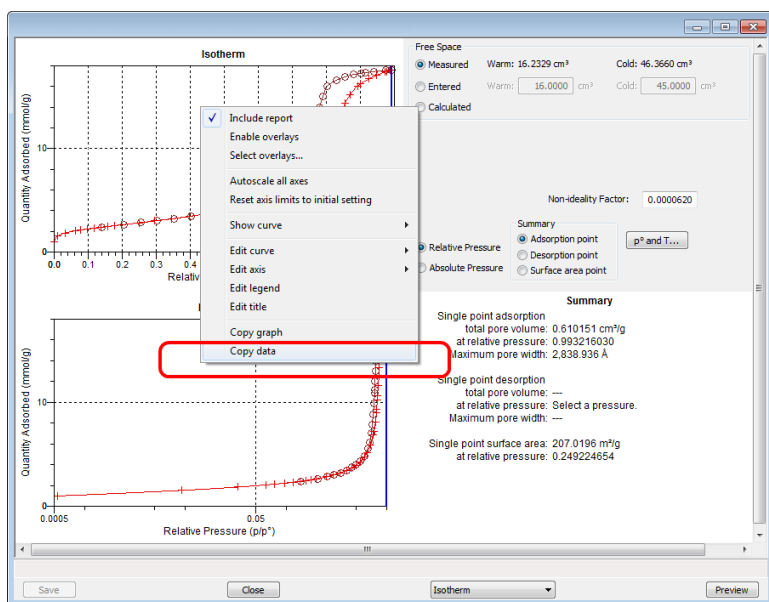 Isotherm
Quantity Adsorbed (mmol/g)
10
0
0.0 0.1 0.2 0.3 0.4
Relativ
Include report
Enable overlays
Select overlays...
Autoscale all axes
Reset axis limits to initial setting
Show curve
Edit curve
Edit axis
Edit legend
Edit title
Copy graph
Copy data
Quantity Adsorbed (mmol/g)
10
0
0.0005 0.05
Relative Pressure (p/p°)
Free Space
Measured Warm: 16.2329 cm³ Cold: 46.3660 cm³
Entered Warm: 16.0000 cm³ Cold: 45.0000 cm³
Calculated
Non-ideality Factor: 0.0000620
Relative Pressure
Absolute Pressure
Summary
Adsorption point
Desorption point
Surface area point
p° and T...
Summary
Single point adsorption
total pore volume: 0.610151 cm³/g
at relative pressure: 0.993216030
Maximum pore width: 2,838.936 Å
Single point desorption
total pore volume: ---
at relative pressure: Select a pressure.
Maximum pore width: ---
Single point surface area: 207.0196 m²/g
at relative pressure: 0.249224654
Save Close Isotherm Preview